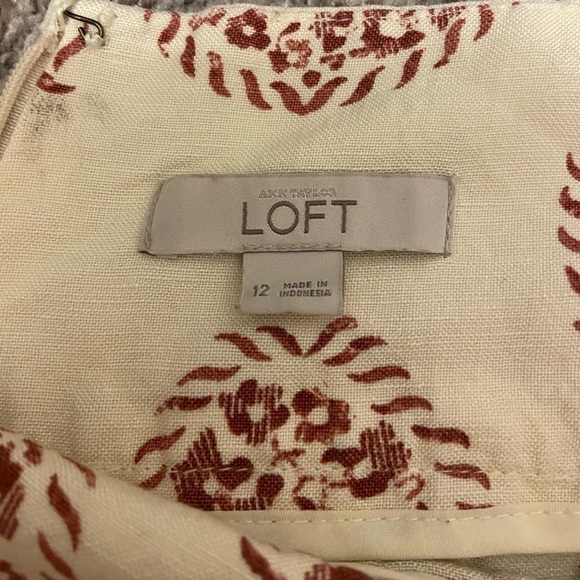 ANN TAYLOR
LOFT
12
MADE IN
INDONESIA